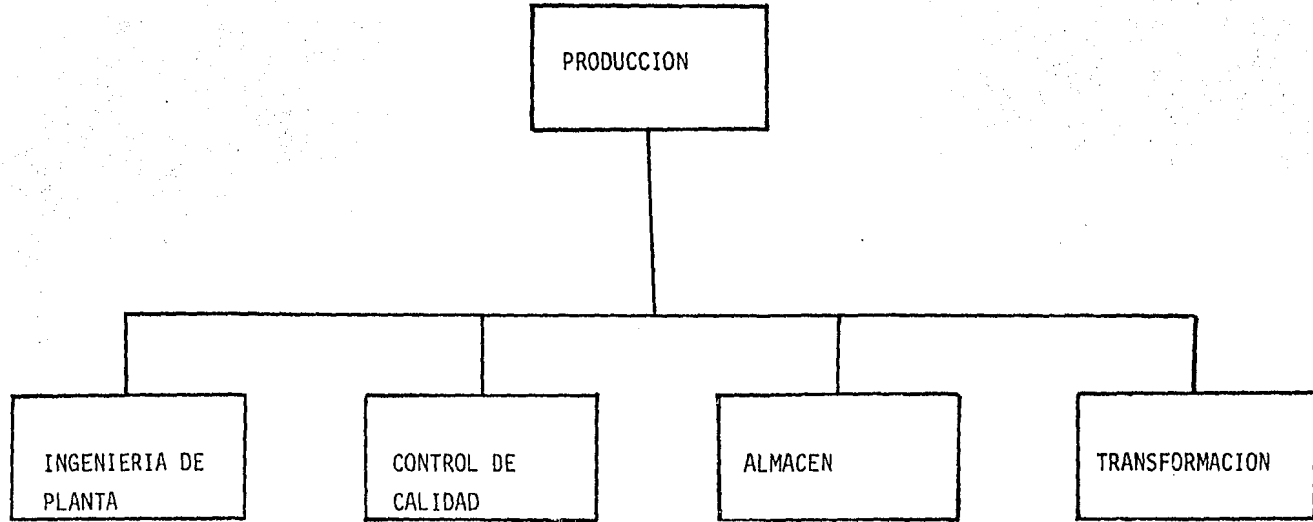 PRODUCCION
INGENIERIA DE
PLANTA
CONTROL DE
CALIDAD
ALMACEN
TRANSFORMACION